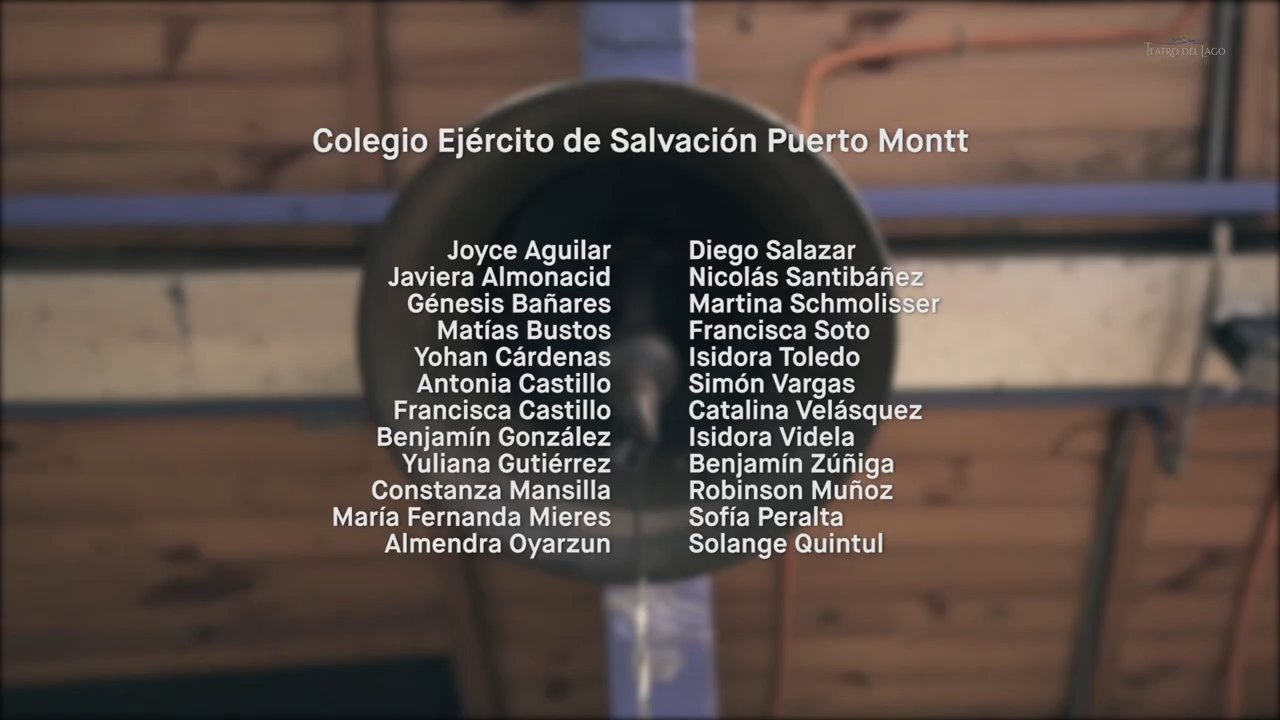 TEATRO DEL LAGO
Colegio Ejército de Salvación Puerto Montt
Joyce Aguilar
Javiera Almonacid
Génesis Bañares
Matías Bustos
Yohan Cárdenas
Antonia Castillo
Francisca Castillo
Benjamín González
Yuliana Gutiérrez
Constanza Mansilla
María Fernanda Mieres
Almendra Oyarzun
Diego Salazar
Nicolás Santibáñez
Martina Schmolisser
Francisca Soto
Isidora Toledo
Simón Vargas
Catalina Velásquez
Isidora Videla
Benjamín Zúñiga
Robinson Muñoz
Sofía Peralta
Solange Quintul